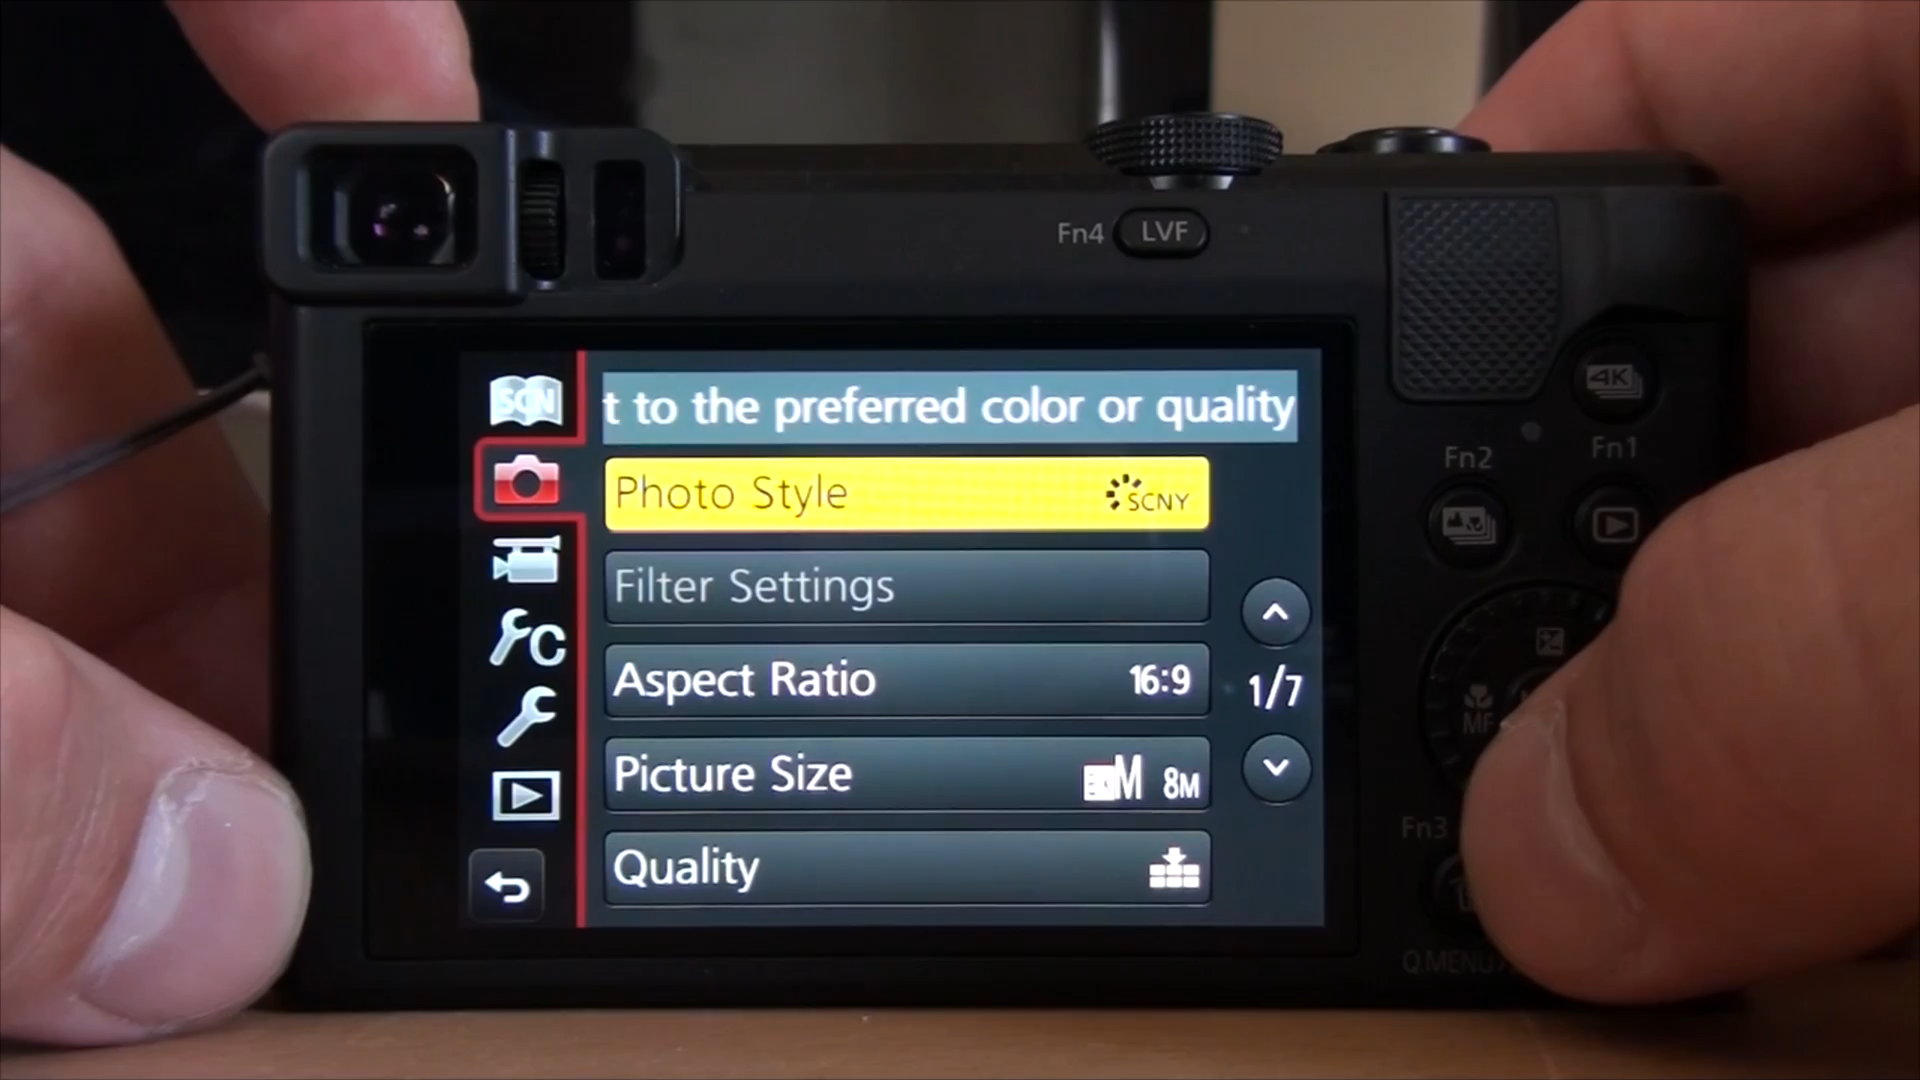 Fn4 LVF
4K
Fn1
Fn2
SCN
t to the preferred color or quality
Photo Style SCNY
Filter Settings
Aspect Ratio 16:9
1/7
Picture Size M 8M
Quality
C
MF
Fn3
Q.MENU